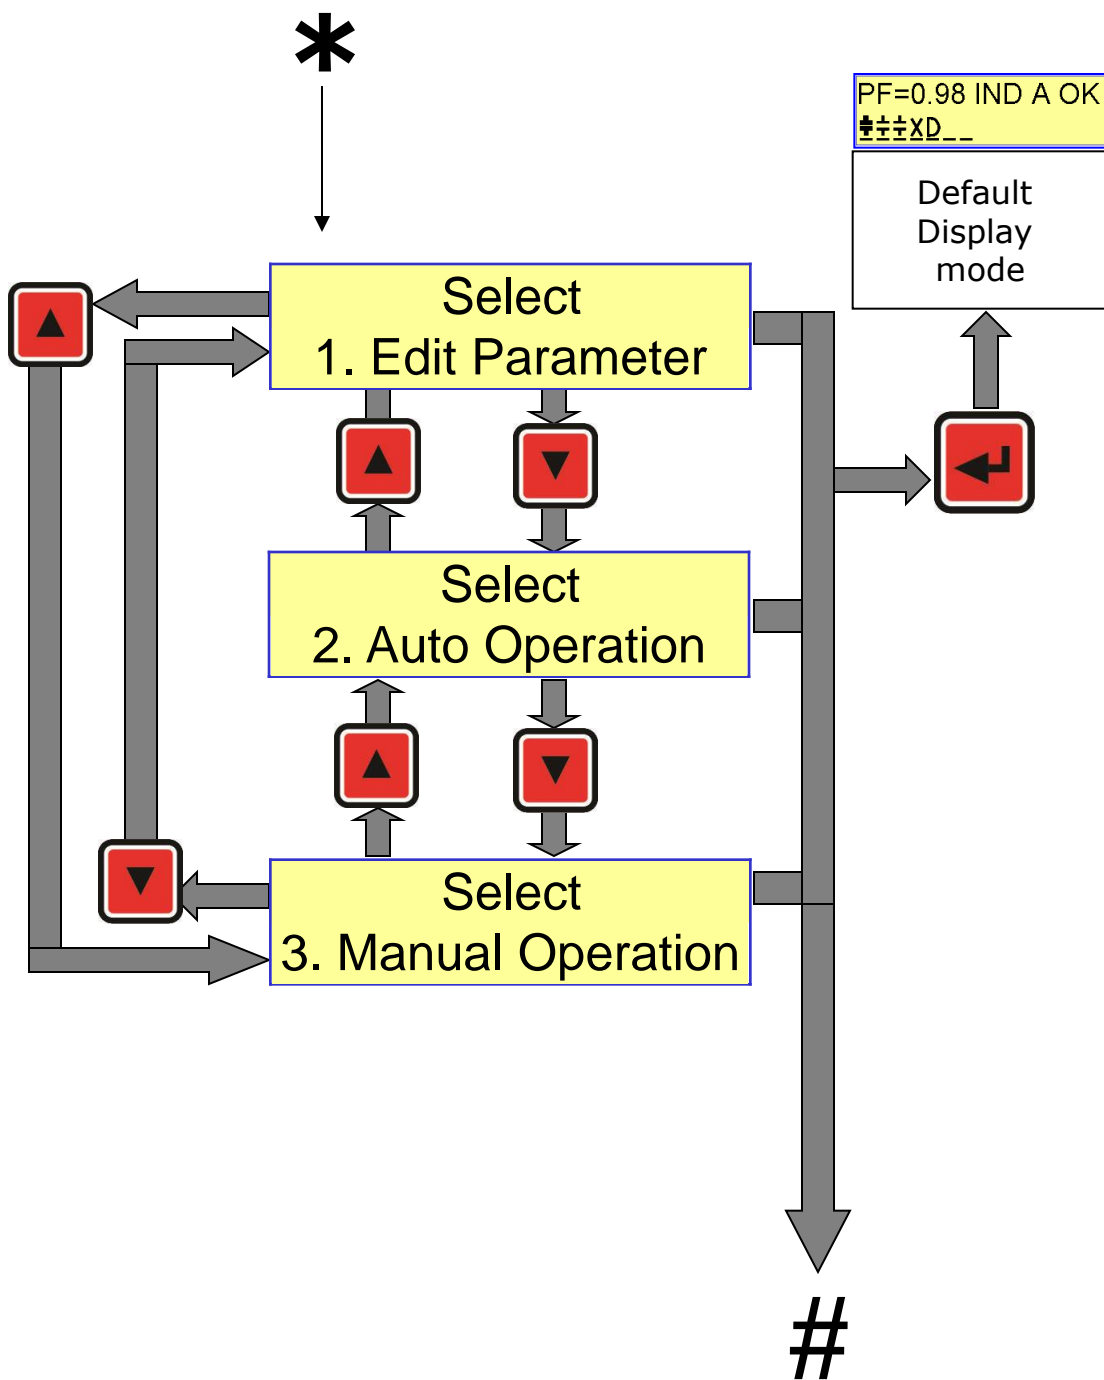 *
PF=0.98 IND A OK
XD__
Default
Display
mode
Select
1. Edit Parameter
Select
2. Auto Operation
Select
3. Manual Operation
#